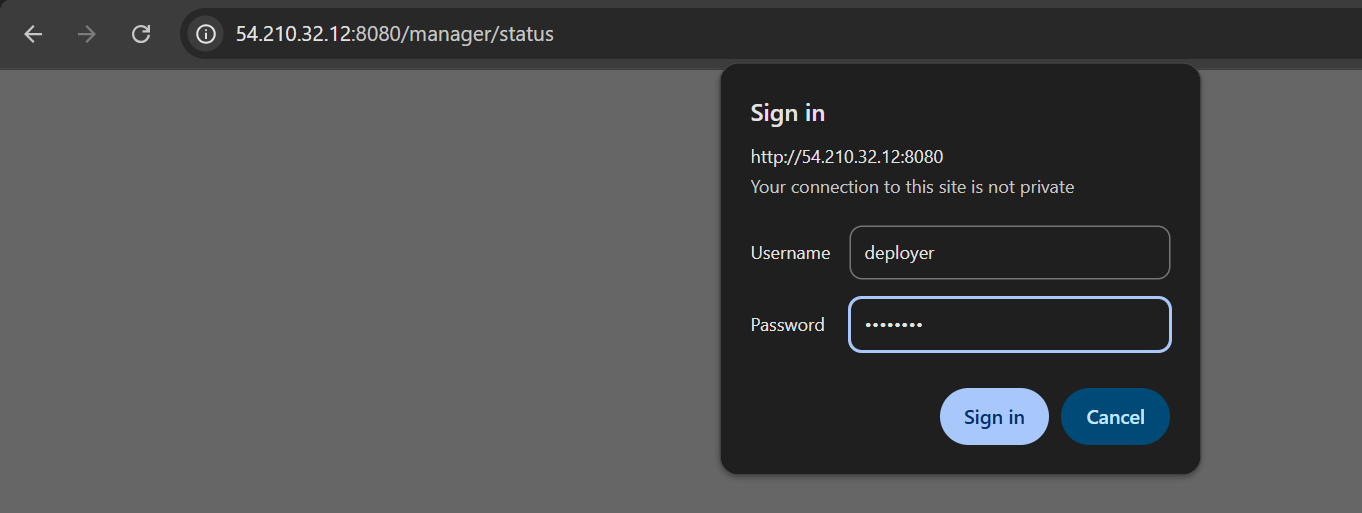 54.210.32.12:8080/manager/status
Sign in
http://54.210.32.12:8080
Your connection to this site is not private
Username deployer
Password ••••••••
Sign in Cancel